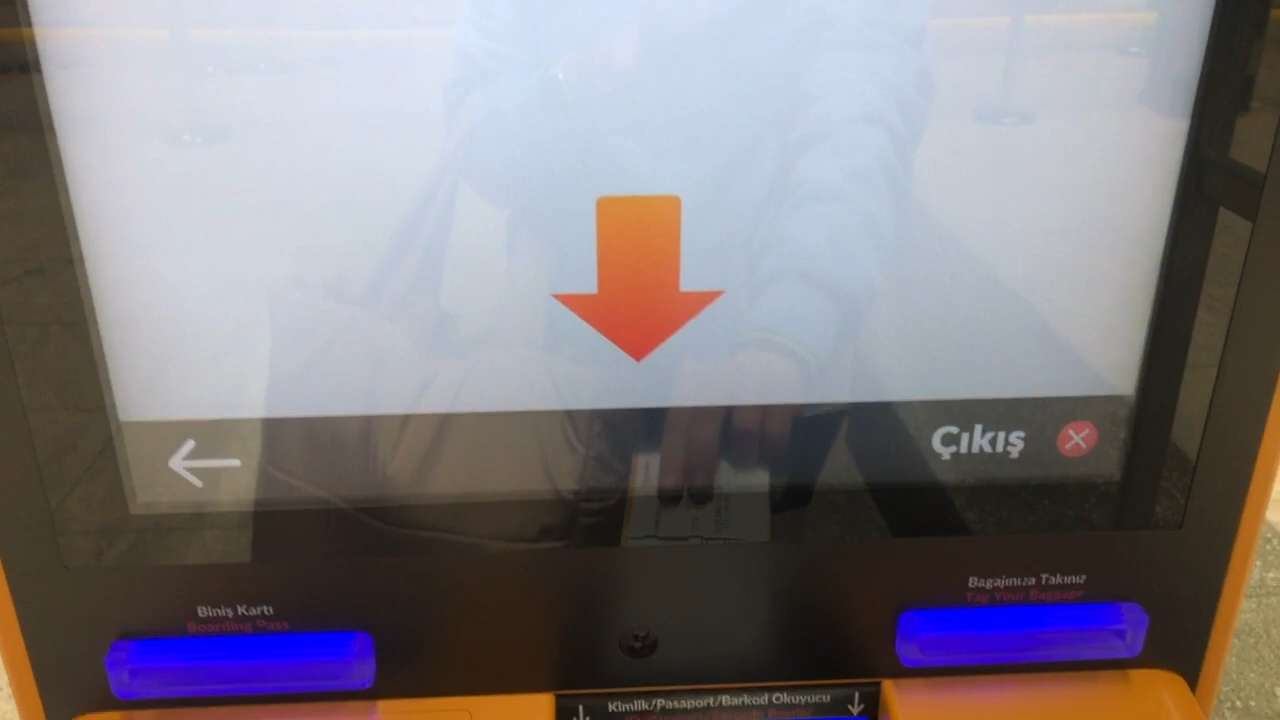 Çıkış
Bagajınıza Takınız
Tag Your Baggage
Biniş Kartı
Boarding Pass
Kimlik/Pasaport/Barkod Okuyucu